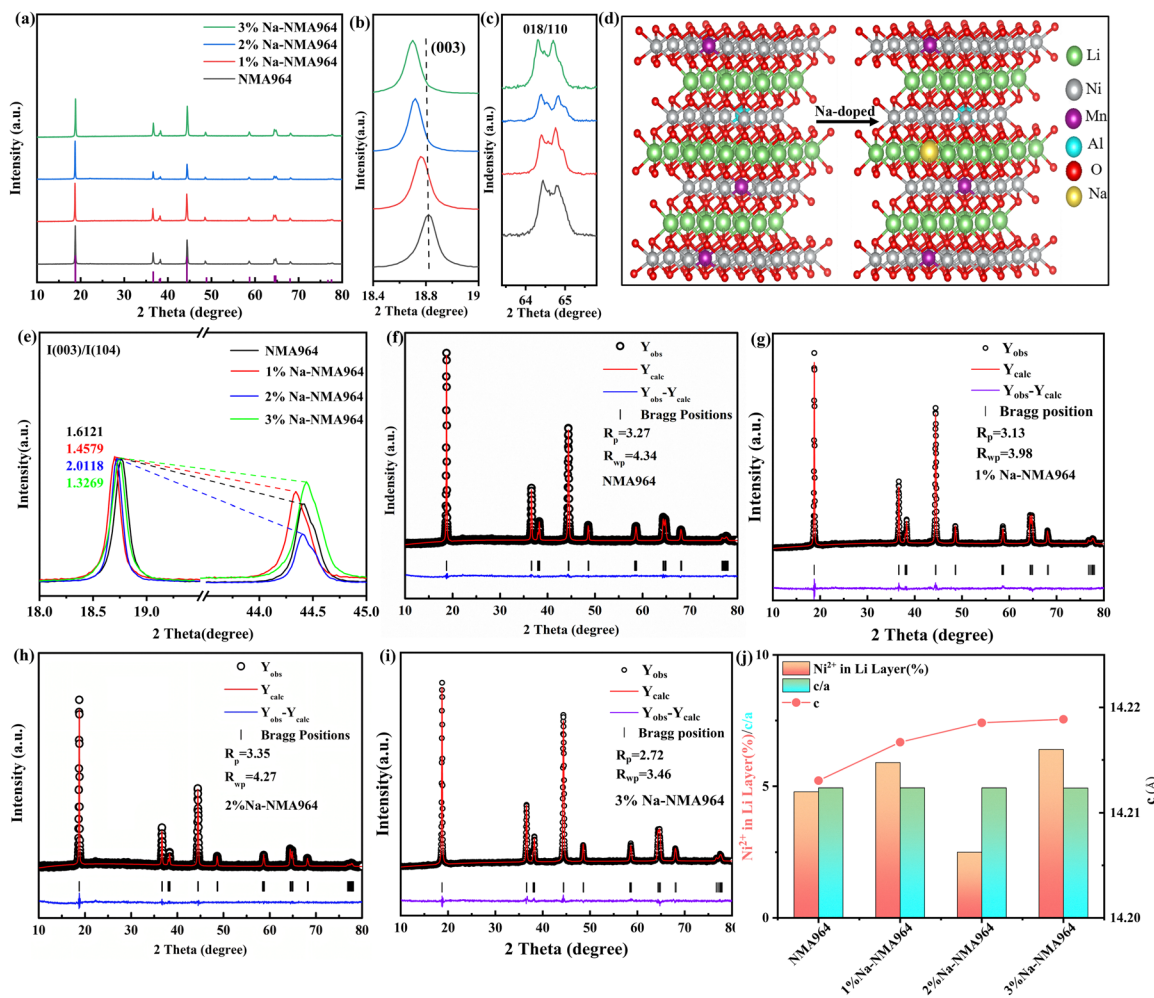 (a)
3% Na-NMA964
2% Na-NMA964
1% Na-NMA964
NMA964
Intensity (a.u.)
10 20 30 40 50 60 70 80
2 Theta (degree)
(b)
(003)
Intensity(a.u.)
18.4 18.8 19
2 Theta (degree)
(c)
018/110
Indensity (a.u.)
64 65
2 Theta (degree)
(d)
Na-doped
Li
Ni
Mn
Al
O
Na
(e)
I(003)/I(104)
NMA964
1% Na-NMA964
2% Na-NMA964
3% Na-NMA964
1.6121
1.4579
2.0118
1.3269
Intensity (a.u.)
18.0 18.5 19.0 44.0 44.5 45.0
2 Theta(degree)
(f)
Yobs
Ycalc
Yobs-Ycalc
Bragg Positions
Rp=3.27
Rwp=4.34
NMA964
Indensity (a.u.)
10 20 30 40 50 60 70 80
2 Theta (degree)
(g)
Yobs
Ycalc
Yobs-Ycalc
Bragg position
Rp=3.13
Rwp=3.98
1% Na-NMA964
Intensity (a.u.)
10 20 30 40 50 60 70 80
2 Theta (degree)
(h)
Yobs
Ycalc
Yobs-Ycalc
Bragg Positions
Rp=3.35
Rwp=4.27
2%Na-NMA964
Intensity (a.u.)
10 20 30 40 50 60 70 80
2 Theta (degree)
(i)
Yobs
Ycalc
Yobs-Ycalc
Bragg position
Rp=2.72
Rwp=3.46
3% Na-NMA964
Intensity(a.u.)
10 20 30 40 50 60 70 80
2 Theta (degree)
(j)
Ni2+ in Li Layer(%)
c/a
c
Ni2+ in Li Layer(%)/c/a
10
5
0
14.22
14.21
14.20
c (Å)
NMA964
1%Na-NMA964
2%Na-NMA964
3%Na-NMA964